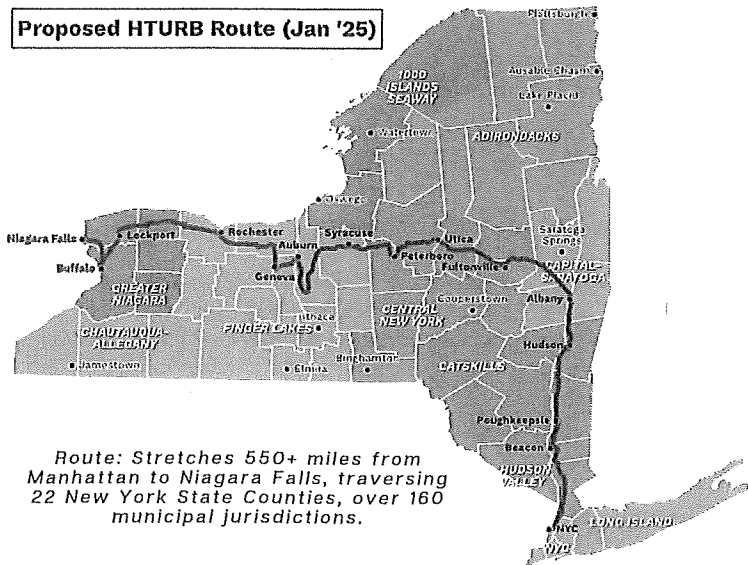 Proposed HTURB Route (Jan '25)
Plattsburgh
1000
ISLANDS
SEAWAY
Ausable Chasm
Lake Placid
Watertown
ADIRONDACKS
Oswego
Niagara Falls
Lockport
Rochester
Syracuse
Utica
Saratoga
Springs
Auburn
Peterboro
Buffalo
Genova
Fultonville
CAPITAL-
SARATOGA
GREATER
NIAGARA
Cooperstown
Albany
CHAUTAUQUA-
ALLEGANY
FINGER LAKES
Ithaca
CENTRAL
NEW YORK
Hudson
Jamestown
Elmira
Binghamton
CATSKILLS
Poughkeepsie
Beacon
HUDSON
VALLEY
NYC
LONG ISLAND
NYC
Route: Stretches 550+ miles from
Manhattan to Niagara Falls, traversing
22 New York State Counties, over 160
municipal jurisdictions.